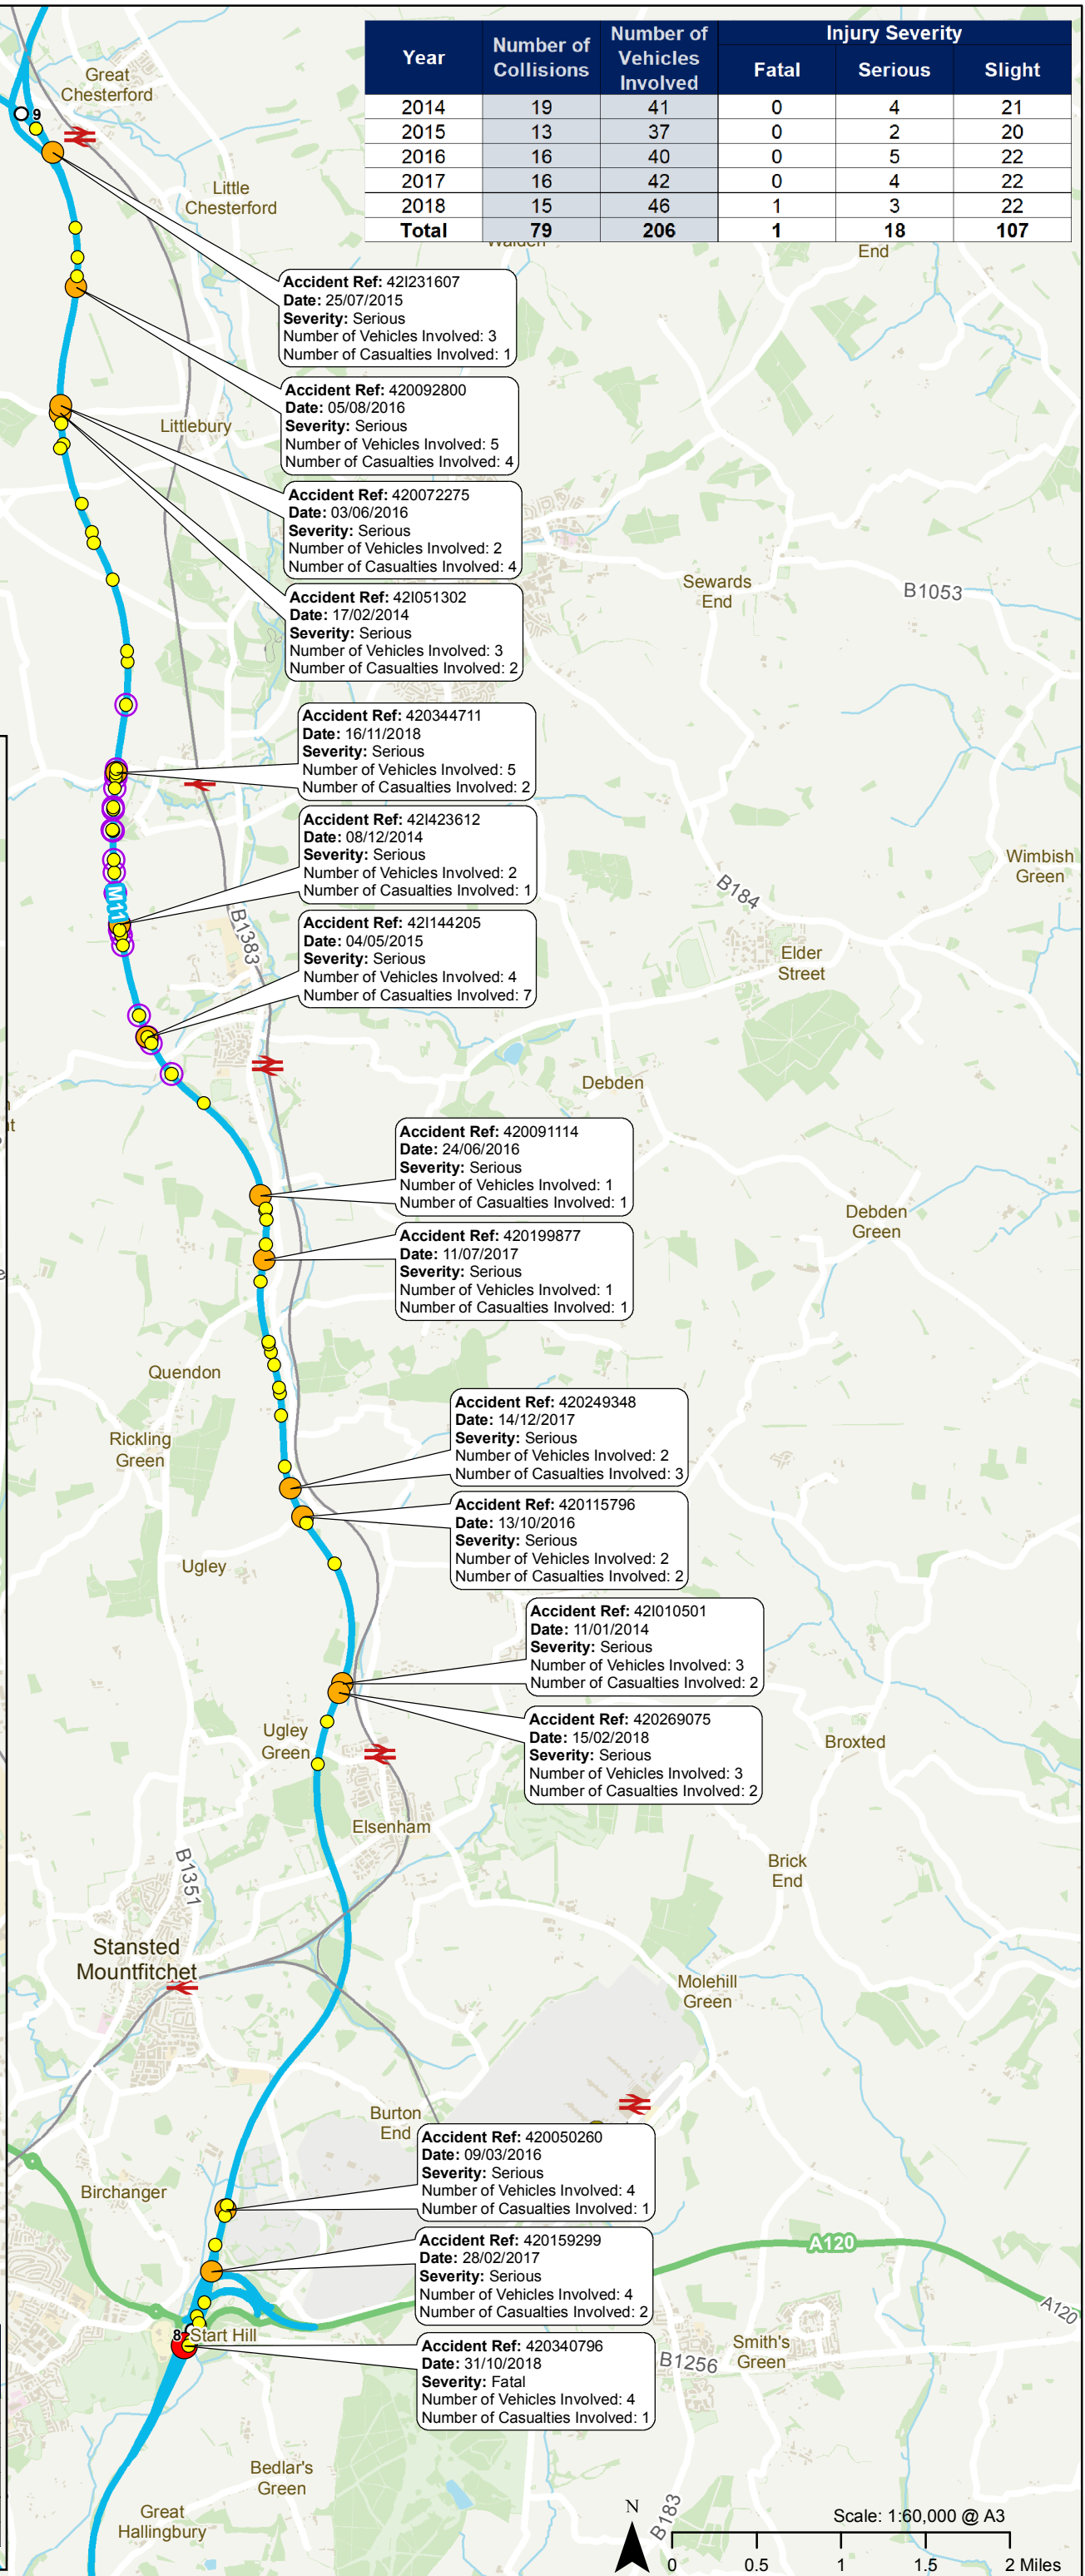 Year Number of Collisions Number of Vehicles Involved Injury Severity
Fatal Serious Slight
2014 19 41 0 4 21
2015 13 37 0 2 20
2016 16 40 0 5 22
2017 16 42 0 4 22
2018 15 46 1 3 22
Total 79 206 1 18 107
Great
Chesterford
9
Little
Chesterford
Walden
End
Accident Ref: 42I231607
Date: 25/07/2015
Severity: Serious
Number of Vehicles Involved: 3
Number of Casualties Involved: 1
Accident Ref: 420092800
Date: 05/08/2016
Severity: Serious
Number of Vehicles Involved: 5
Number of Casualties Involved: 4
Littlebury
Accident Ref: 420072275
Date: 03/06/2016
Severity: Serious
Number of Vehicles Involved: 2
Number of Casualties Involved: 4
Sewards
End
B1053
Accident Ref: 42I051302
Date: 17/02/2014
Severity: Serious
Number of Vehicles Involved: 3
Number of Casualties Involved: 2
Accident Ref: 420344711
Date: 16/11/2018
Severity: Serious
Number of Vehicles Involved: 5
Number of Casualties Involved: 2
Accident Ref: 42I423612
Date: 08/12/2014
Severity: Serious
Number of Vehicles Involved: 2
Number of Casualties Involved: 1
Wimbish
Green
B184
M11
B1383
Accident Ref: 42I144205
Date: 04/05/2015
Severity: Serious
Number of Vehicles Involved: 4
Number of Casualties Involved: 7
Elder
Street
Debden
Accident Ref: 420091114
Date: 24/06/2016
Severity: Serious
Number of Vehicles Involved: 1
Number of Casualties Involved: 1
Debden
Green
Accident Ref: 420199877
Date: 11/07/2017
Severity: Serious
Number of Vehicles Involved: 1
Number of Casualties Involved: 1
Quendon
Rickling
Green
Accident Ref: 420249348
Date: 14/12/2017
Severity: Serious
Number of Vehicles Involved: 2
Number of Casualties Involved: 3
Accident Ref: 420115796
Date: 13/10/2016
Severity: Serious
Number of Vehicles Involved: 2
Number of Casualties Involved: 2
Ugley
Accident Ref: 42I010501
Date: 11/01/2014
Severity: Serious
Number of Vehicles Involved: 3
Number of Casualties Involved: 2
Ugley
Green
Accident Ref: 420269075
Date: 15/02/2018
Severity: Serious
Number of Vehicles Involved: 3
Number of Casualties Involved: 2
Broxted
Elsenham
B1351
Brick
End
Stansted
Mountfitchet
Molehill
Green
Burton
End
Birchanger
Accident Ref: 420050260
Date: 09/03/2016
Severity: Serious
Number of Vehicles Involved: 4
Number of Casualties Involved: 1
Accident Ref: 420159299
Date: 28/02/2017
Severity: Serious
Number of Vehicles Involved: 4
Number of Casualties Involved: 2
A120
A120
8
Start Hill
Accident Ref: 420340796
Date: 31/10/2018
Severity: Fatal
Number of Vehicles Involved: 4
Number of Casualties Involved: 1
B1256
Smith's
Green
Bedlar's
Green
Great
Hallingbury
B183
N
Scale: 1:60,000 @ A3
0 0.5 1 1.5 2 Miles